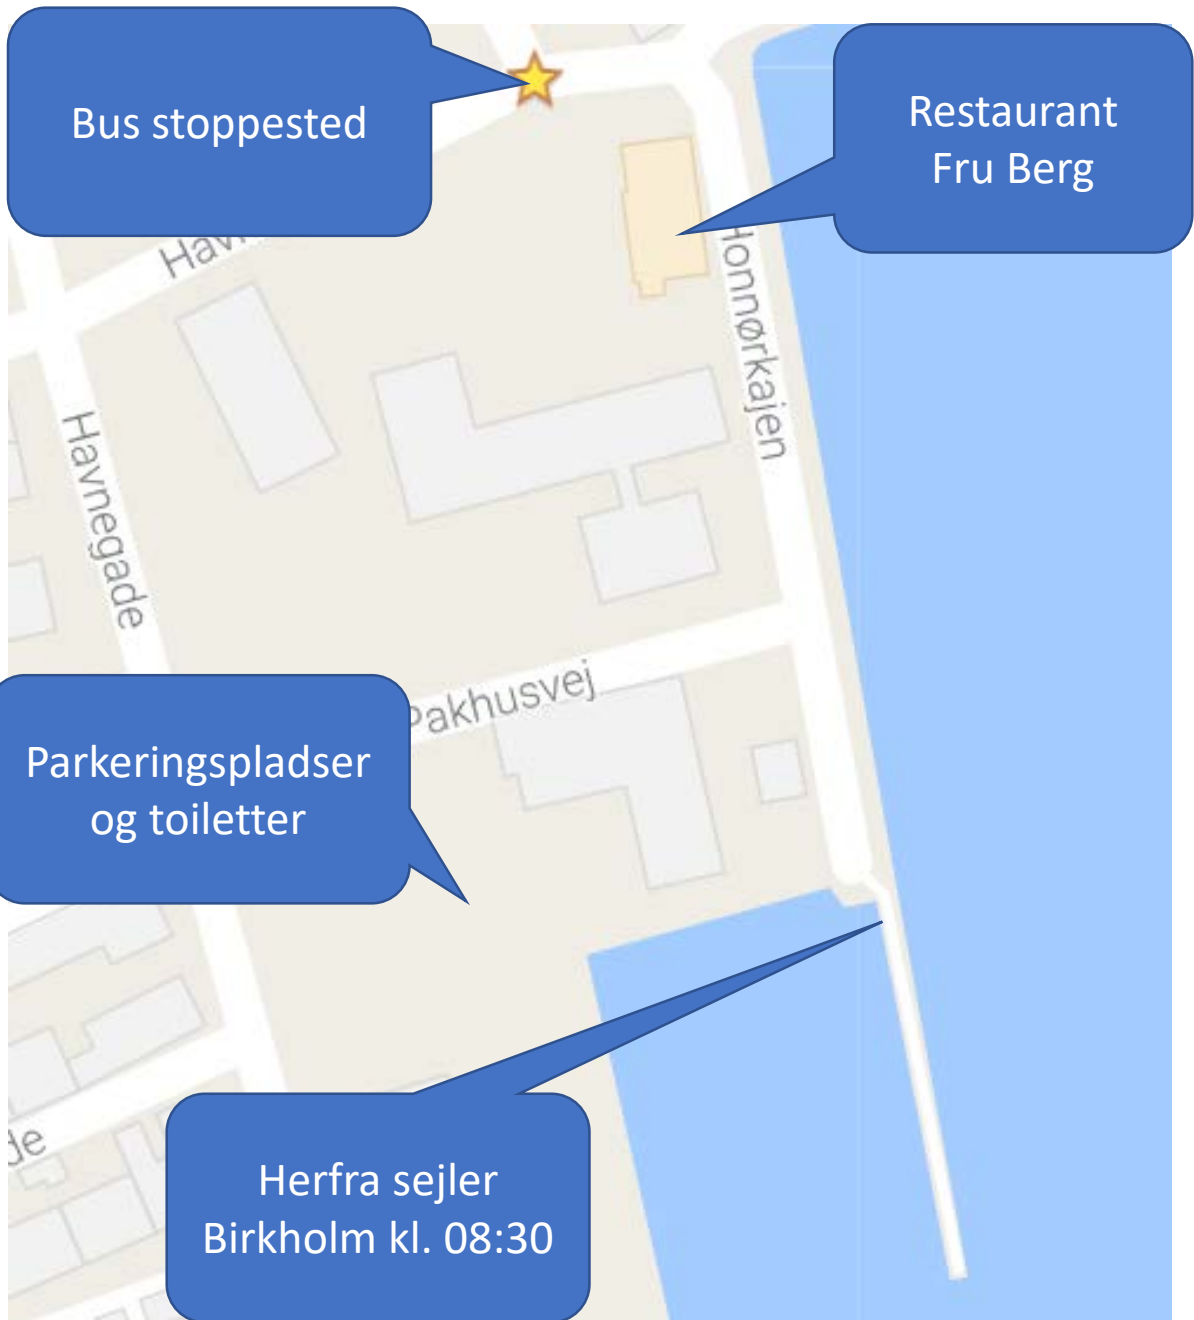 Bus stoppested
Restaurant
Fru Berg
Honnørkajen
Havnegade
Pakhusvej
Parkeringspladser
og toiletter
Herfra sejler
Birkholm kl. 08:30